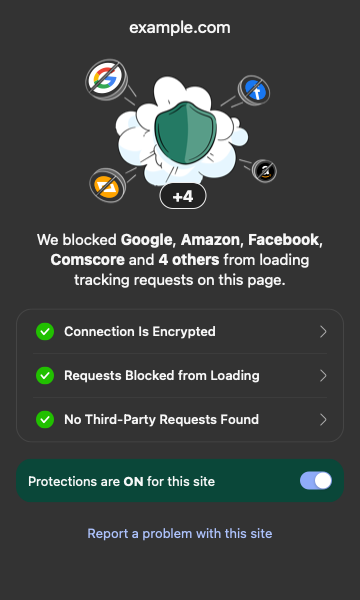 example.com
+4
We blocked Google, Amazon, Facebook,
Comscore and 4 others from loading
tracking requests on this page.
Connection Is Encrypted
Requests Blocked from Loading
No Third-Party Requests Found
Protections are ON for this site
Report a problem with this site